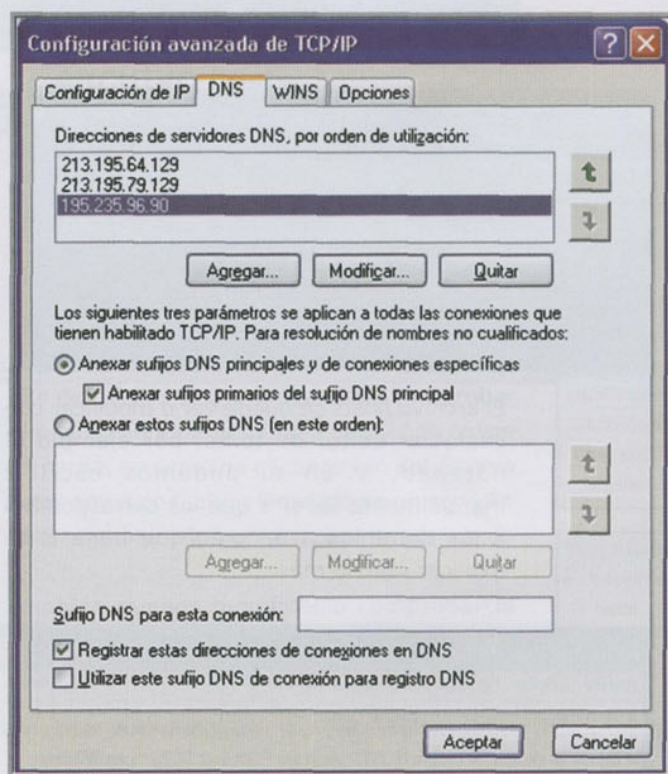 Configuración avanzada de TCP/IP
Configuración de IP DNS WINS Opciones
Direcciones de servidores DNS, por orden de utilización:
213.195.64.129
213.195.79.129
195.235.96.90
Agregar... Modificar... Quitar
Los siguientes tres parámetros se aplican a todas las conexiones que
tienen habilitado TCP/IP. Para resolución de nombres no cualificados:
Anexar sufijos DNS principales y de conexiones específicas
Anexar sufijos primarios del sufijo DNS principal
Anexar estos sufijos DNS (en este orden):
Agregar... Modificar... Quitar
Sufijo DNS para esta conexión:
Registrar estas direcciones de conexiones en DNS
Utilizar este sufijo DNS de conexión para registro DNS
Aceptar Cancelar